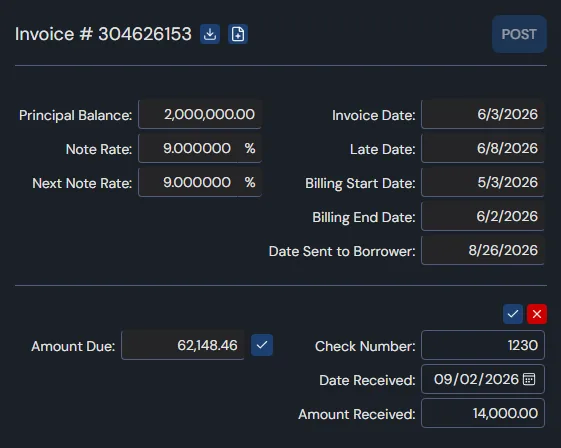 Invoice # 304626153
POST
Principal Balance: 2,000,000.00
Invoice Date: 6/3/2026
Note Rate: 9.000000 %
Late Date: 6/8/2026
Next Note Rate: 9.000000 %
Billing Start Date: 5/3/2026
Billing End Date: 6/2/2026
Date Sent to Borrower: 8/26/2026
Amount Due: 62,148.46
Check Number: 1230
Date Received: 09/02/2026
Amount Received: 14,000.00